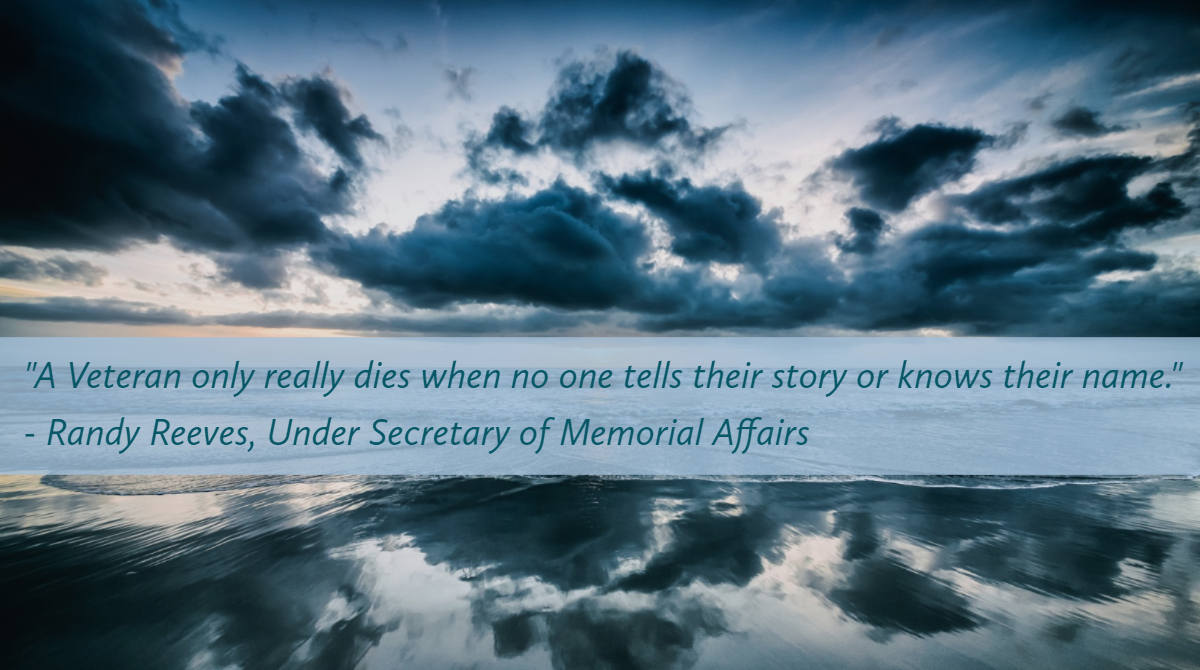 "A Veteran only really dies when no one tells their story or knows their name."
- Randy Reeves, Under Secretary of Memorial Affairs